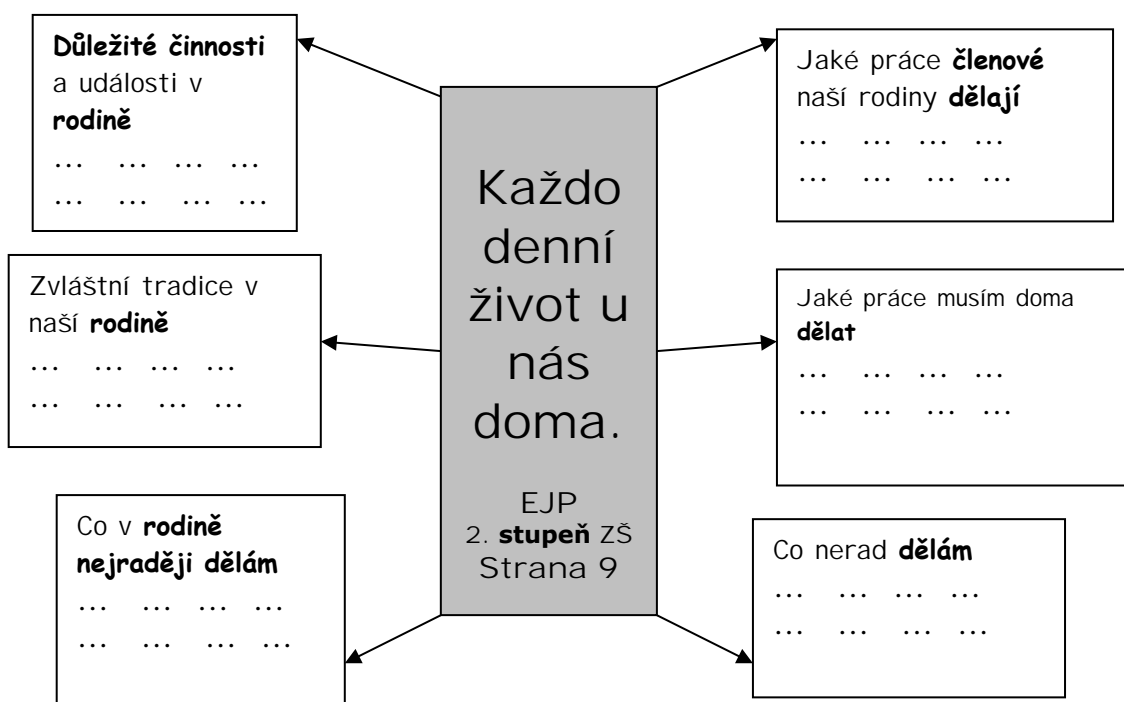 Důležité činnosti
a události v
rodině
... ... ... ...
... ... ... ...
Zvláštní tradice v
naší rodině
... ... ... ...
... ... ... ...
Co v rodině
nejraději dělám
... ... ... ...
... ... ... ...
Každo
denní
život u
nás
doma.
EJP
2. stupeň ZŠ
Strana 9
Jaké práce členové
naší rodiny dělají
... ... ... ...
... ... ... ...
Jaké práce musím doma
dělat
... ... ... ...
... ... ... ...
Co nerad dělám
... ... ... ...
... ... ... ...